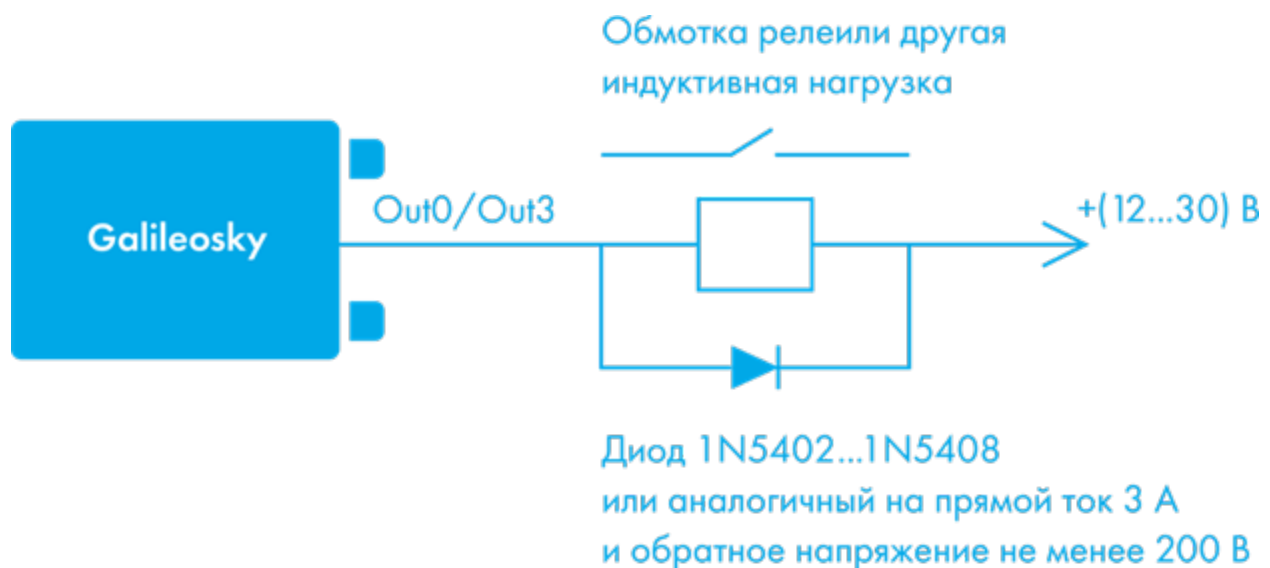 Обмотка релеили другая
индуктивная нагрузка
Galileosky
Out0/Out3
+(12...30) В
Диод 1N5402...1N5408
или аналогичный на прямой ток 3 А
и обратное напряжение не менее 200 В